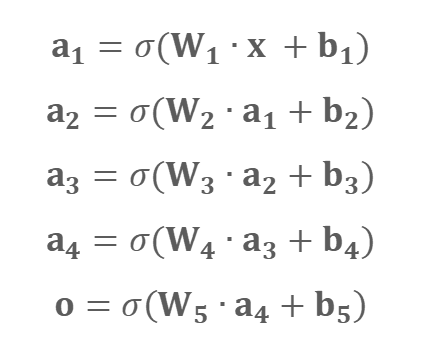 a₁ = σ(W₁ · x + b₁)
a₂ = σ(W₂ · a₁ + b₂)
a₃ = σ(W₃ · a₂ + b₃)
a₄ = σ(W₄ · a₃ + b₄)
o = σ(W₅ · a₄ + b₅)